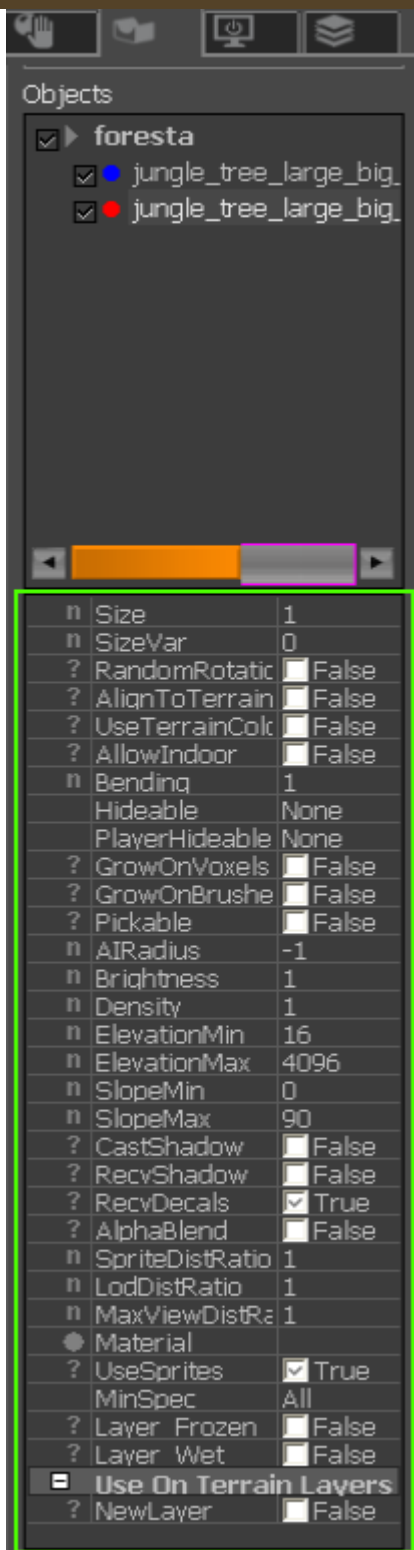 Objects
foresta
jungle_tree_large_big_
jungle_tree_large_big_
n Size 1
n SizeVar 0
? RandomRotatic False
? AlignToTerrain False
? UseTerrainColc False
? AllowIndoor False
n Bending 1
Hideable None
PlayerHideable None
? GrowOnVoxels False
? GrowOnBrushe False
? Pickable False
n AIRadius -1
n Brightness 1
n Density 1
n ElevationMin 16
n ElevationMax 4096
n SlopeMin 0
n SlopeMax 90
? CastShadow False
? RecvShadow False
? RecvDecals True
? AlphaBlend False
n SpriteDistRatio 1
n LodDistRatio 1
n MaxViewDistRa 1
Material
? UseSprites True
MinSpec All
? Layer_Frozen False
? Layer_Wet False
Use On Terrain Layers
? NewLayer False